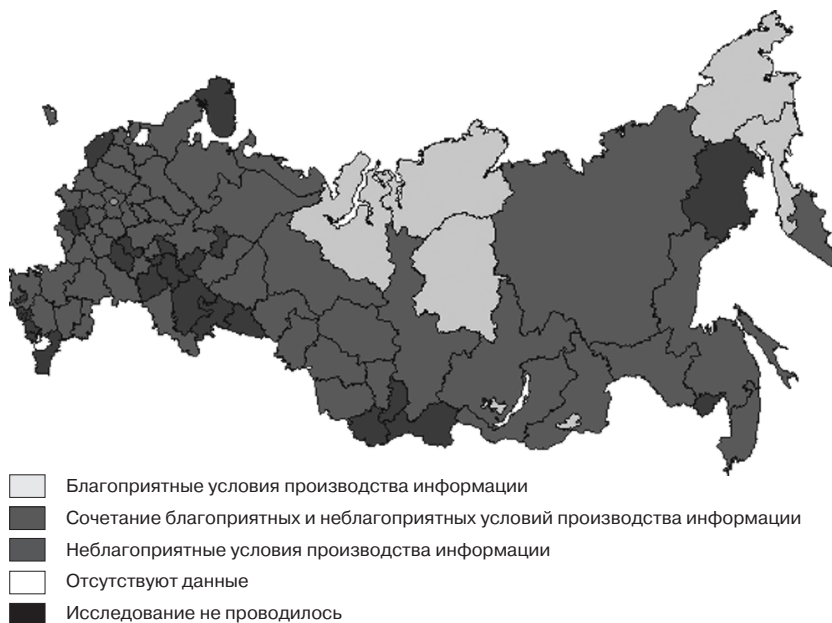 Благоприятные условия производства информации
Сочетание благоприятных и неблагоприятных условий производства информации
Неблагоприятные условия производства информации
Отсутствуют данные
Исследование не проводилось